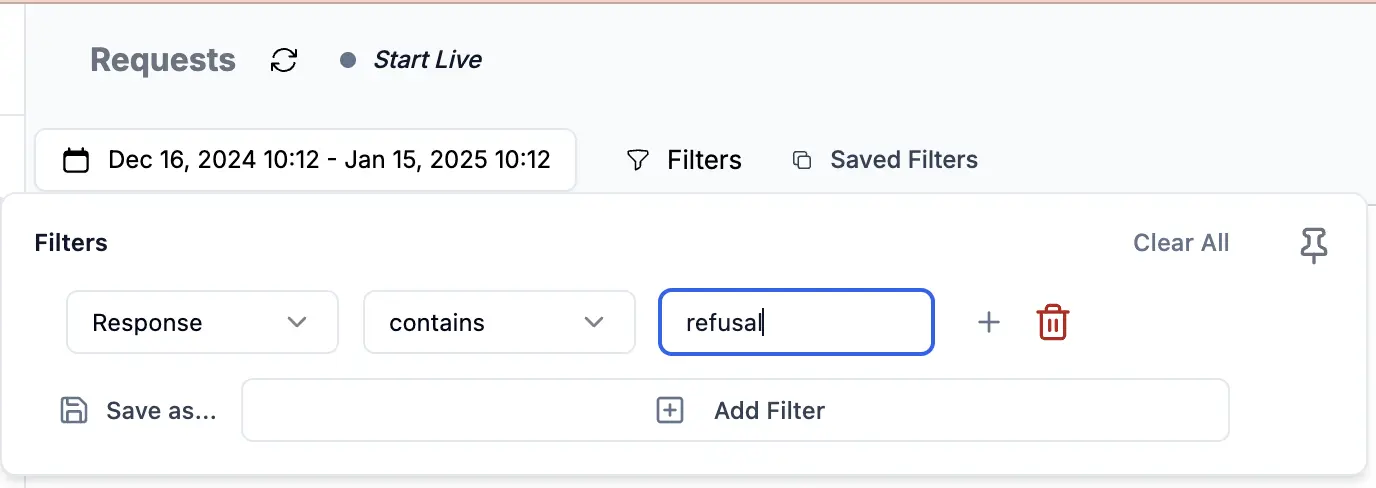 Requests Start Live
Dec 16, 2024 10:12 - Jan 15, 2025 10:12 Filters Saved Filters
Filters Clear All
Response contains refusal
Save as... Add Filter